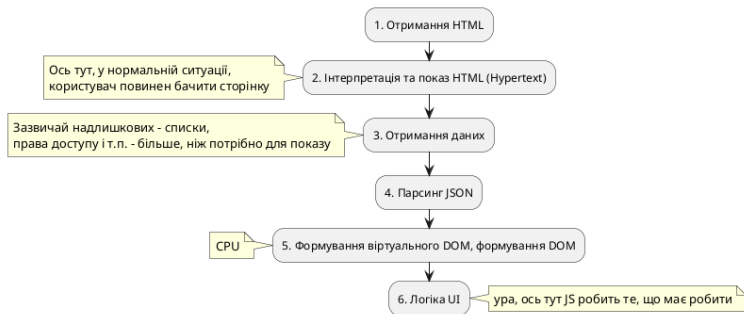 1. Отримання HTML
Ось тут, у нормальній ситуації,
користувач повинен бачити сторінку
2. Інтерпретація та показ HTML (Hypertext)
Зазвичай надлишкових - списки,
права доступу і т.п. - більше, ніж потрібно для показу
3. Отримання даних
4. Парсинг JSON
CPU
5. Формування віртуального DOM, формування DOM
6. Логіка UI
ура, ось тут JS робить те, що має робити